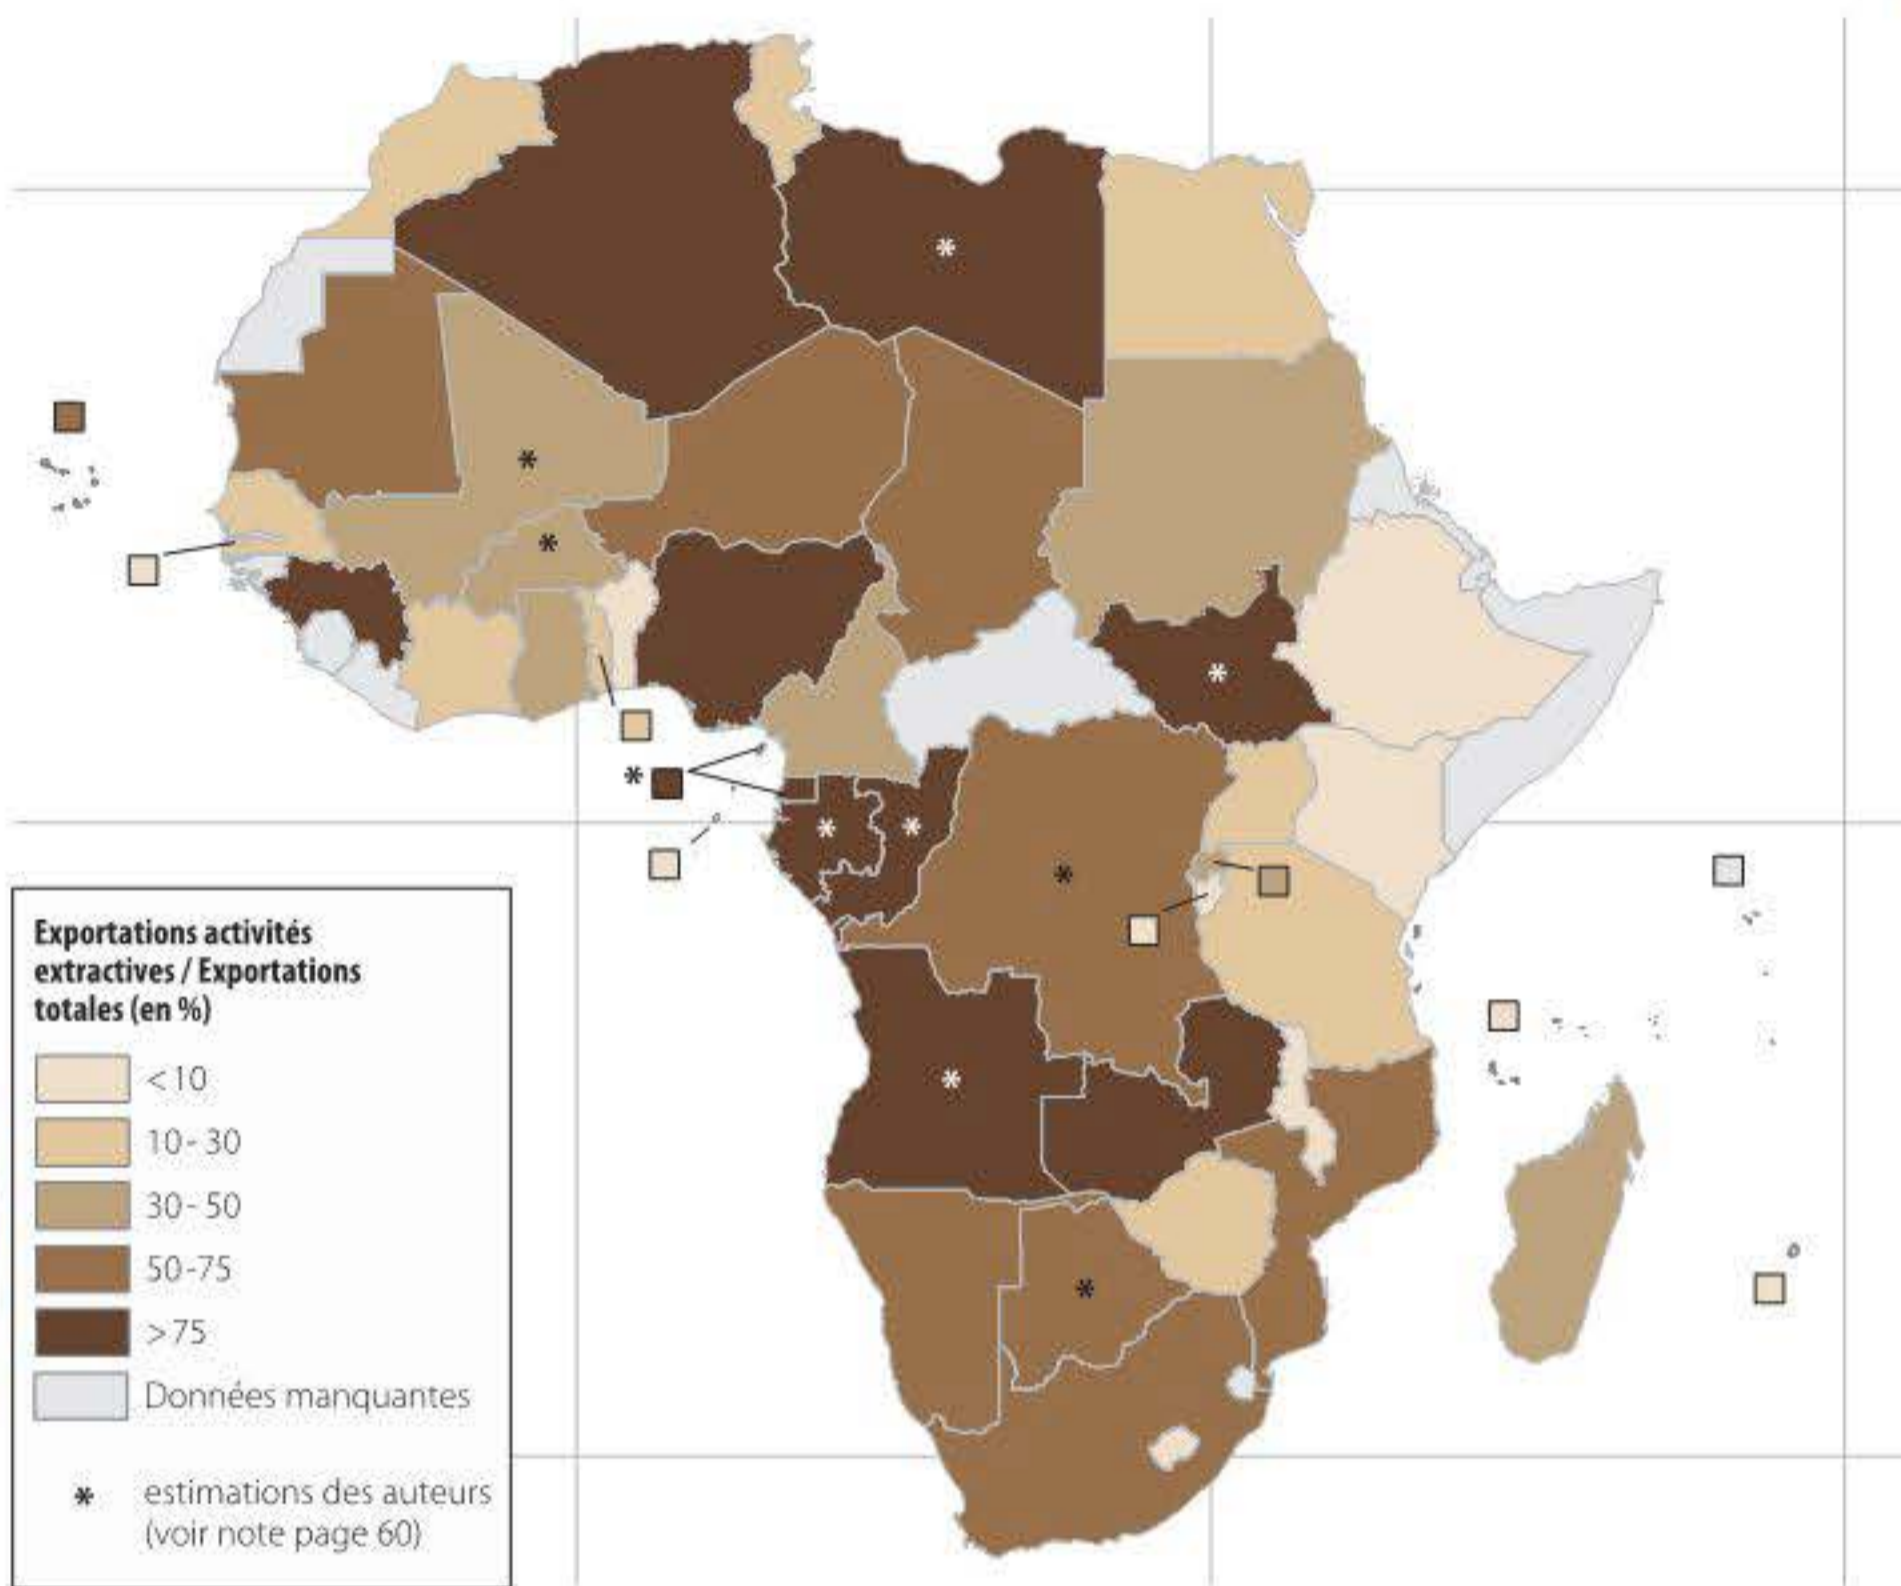 Exportations activités
extractives / Exportations
totales (en %)
<10
10-30
30-50
50-75
>75
Données manquantes
* estimations des auteurs
(voir note page 60)